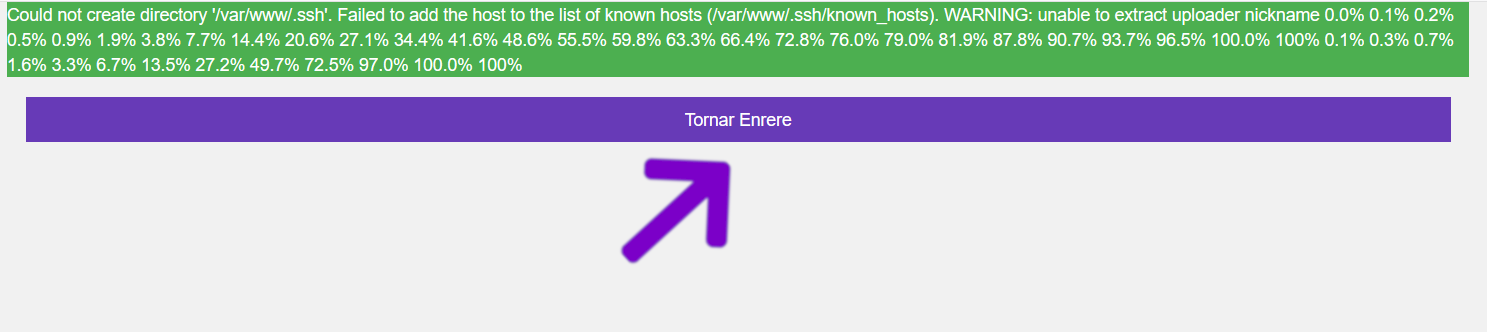 Could not create directory '/var/www/.ssh'. Failed to add the host to the list of known hosts (/var/www/.ssh/known_hosts). WARNING: unable to extract uploader nickname 0.0% 0.1% 0.2%
0.5% 0.9% 1.9% 3.8% 7.7% 14.4% 20.6% 27.1% 34.4% 41.6% 48.6% 55.5% 59.8% 63.3% 66.4% 72.8% 76.0% 79.0% 81.9% 87.8% 90.7% 93.7% 96.5% 100.0% 100% 0.1% 0.3% 0.7%
1.6% 3.3% 6.7% 13.5% 27.2% 49.7% 72.5% 97.0% 100.0% 100%
Tornar Enrere